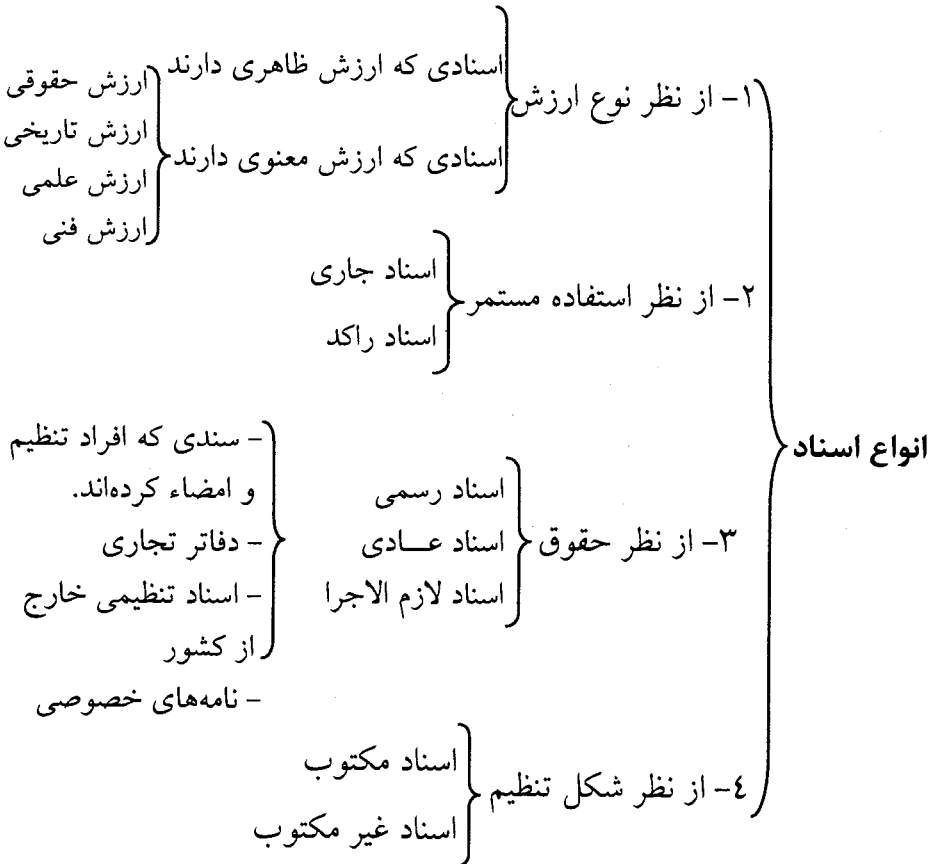 انواع اسناد
۱- از نظر نوع ارزش
اسنادی که ارزش ظاهری دارند
اسنادی که ارزش معنوی دارند
ارزش حقوقی
ارزش تاریخی
ارزش علمی
ارزش فنی
۲- از نظر استفاده مستمر
اسناد جاری
اسناد راکد
۳- از نظر حقوق
اسناد رسمی
اسناد عـــادی
اسناد لازم الاجرا
- سندی که افراد تنظیم
و امضاء کرده‌اند.
- دفاتر تجاری
- اسناد تنظیمی خارج
از کشور
- نامه‌های خصوصی
۴- از نظر شکل تنظیم
اسناد مکتوب
اسناد غیر مکتوب